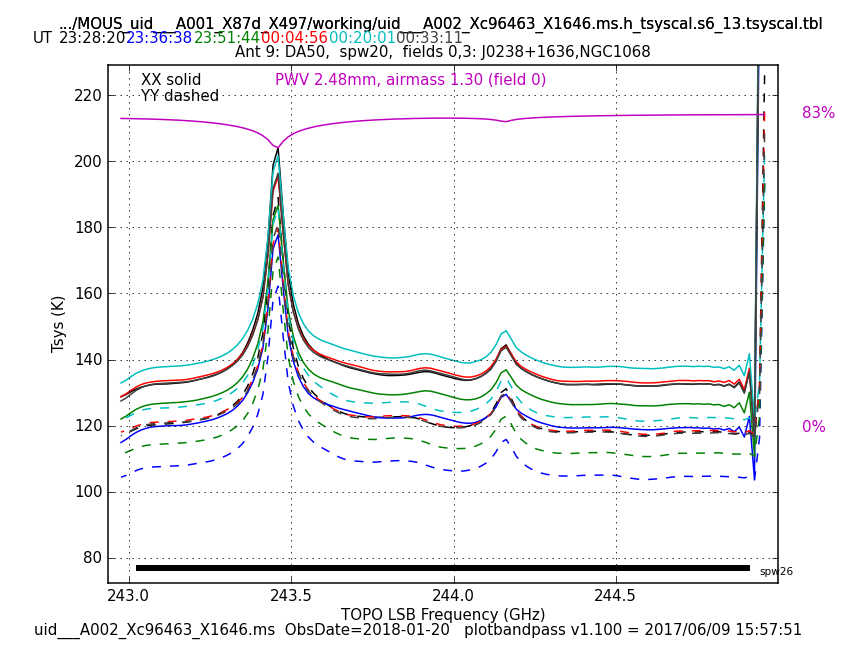 .../MOUS_uid___A001_X87d_X497/working/uid___A002_Xc96463_X1646.ms.h_tsyscal.s6_13.tsyscal.tbl
UT 23:28:20 23:36:38 23:51:44 00:04:56 00:20:01 00:33:11
Ant 9: DA50, spw20, fields 0,3: J0238+1636,NGC1068
XX solid
YY dashed
PWV 2.48mm, airmass 1.30 (field 0)
83%
0%
Tsys (K)
220
200
180
160
140
120
100
80
spw26
243.0 243.5 244.0 244.5
TOPO LSB Frequency (GHz)
uid___A002_Xc96463_X1646.ms ObsDate=2018-01-20 plotbandpass v1.100 = 2017/06/09 15:57:51